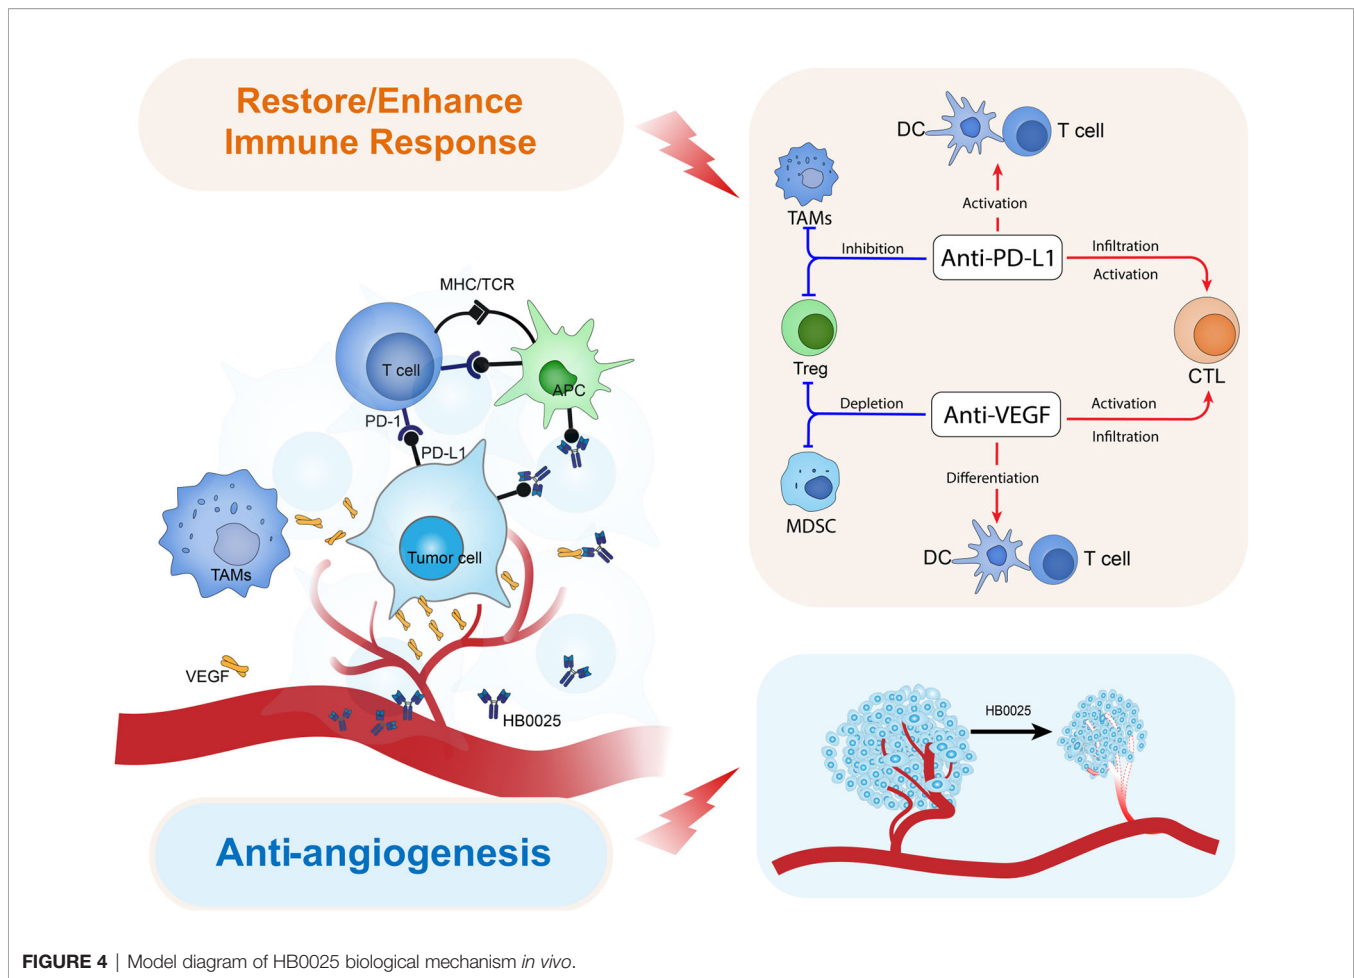 Restore/Enhance
Immune Response
DC
T cell
TAMs
Activation
Inhibition
Anti-PD-L1
Infiltration
Activation
Treg
CTL
Depletion
Anti-VEGF
Activation
Infiltration
Differentiation
MDSC
DC
T cell
MHC/TCR
T cell
APC
PD-1
PD-L1
Tumor cell
TAMs
VEGF
HB0025
HB0025
Anti-angiogenesis
FIGURE 4 | Model diagram of HB0025 biological mechanism in vivo.